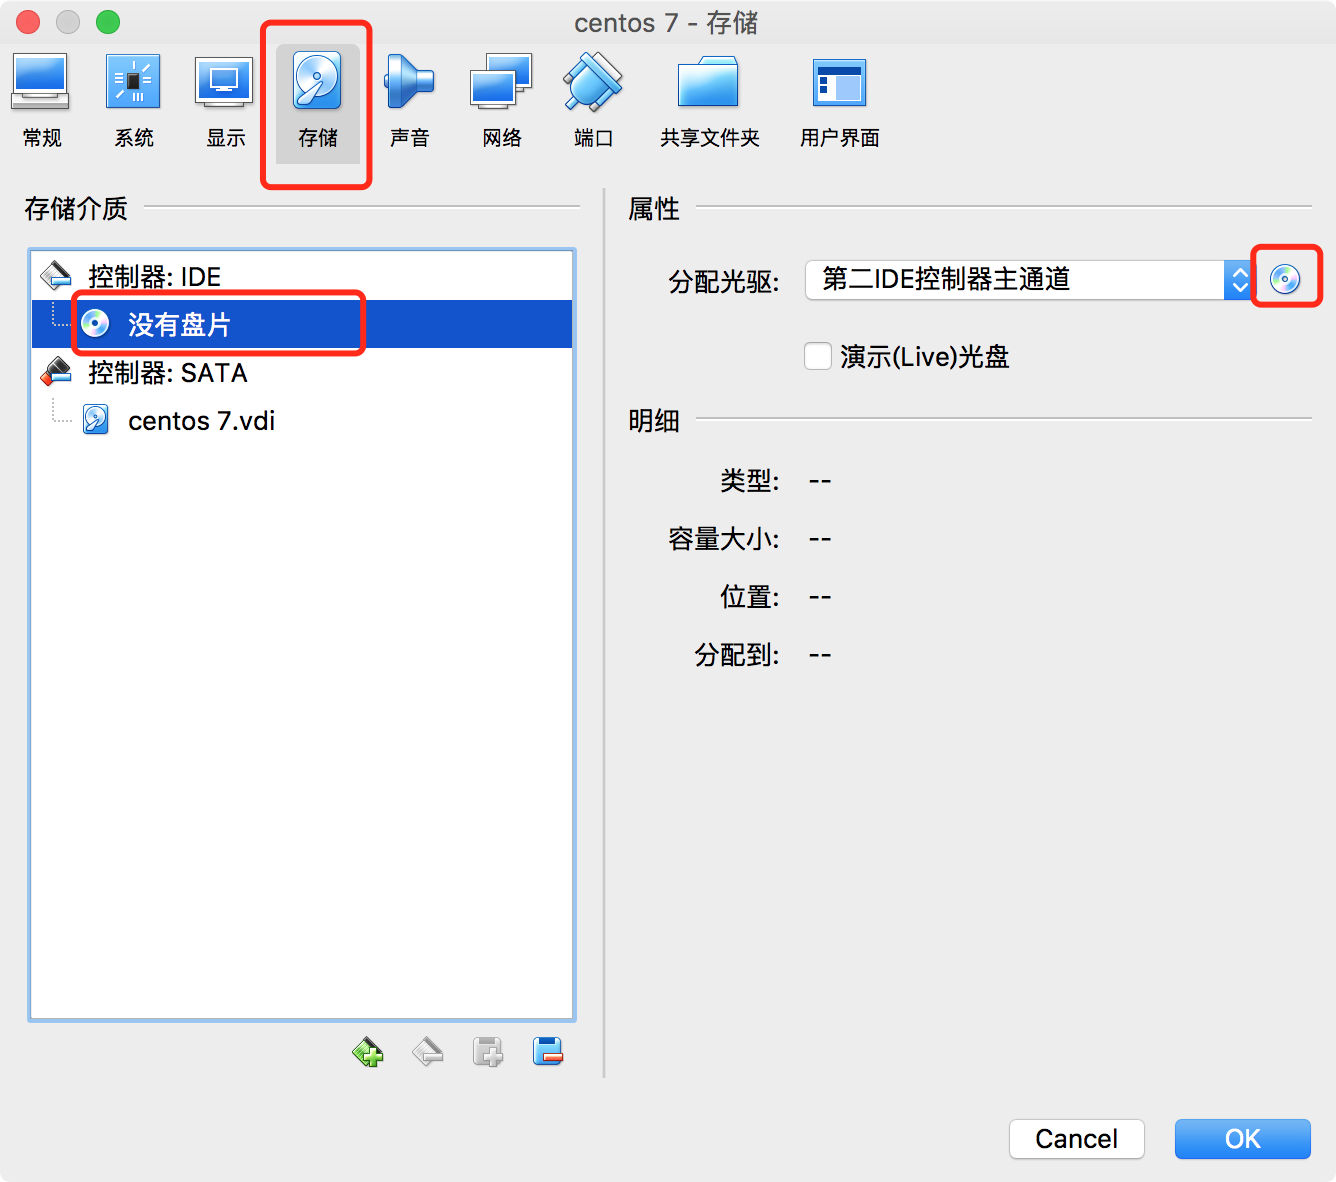 centos 7 - 存储
常规 系统 显示 存储 声音 网络 端口 共享文件夹 用户界面
存储介质
控制器: IDE
没有盘片
控制器: SATA
centos 7.vdi
属性
分配光驱: 第二IDE控制器主通道
演示(Live)光盘
明细
类型: --
容量大小: --
位置: --
分配到: --
Cancel OK